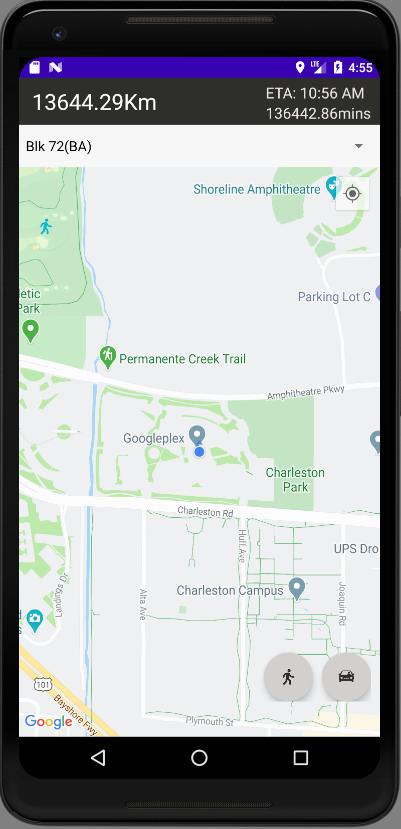 LTE 4:55
13644.29Km
ETA: 10:56 AM
136442.86mins
Blk 72(BA)
Shoreline Amphitheatre
Parking Lot C
letic
Park
Permanente Creek Trail
Amphitheatre Pkwy
Googleplex
Charleston
Park
Charleston Rd
Huff Ave
UPS Dro
Charleston Campus
Alta Ave
Joaquin Rd
Landings Dr
101
Bayshore Fwy
Google
Plymouth St